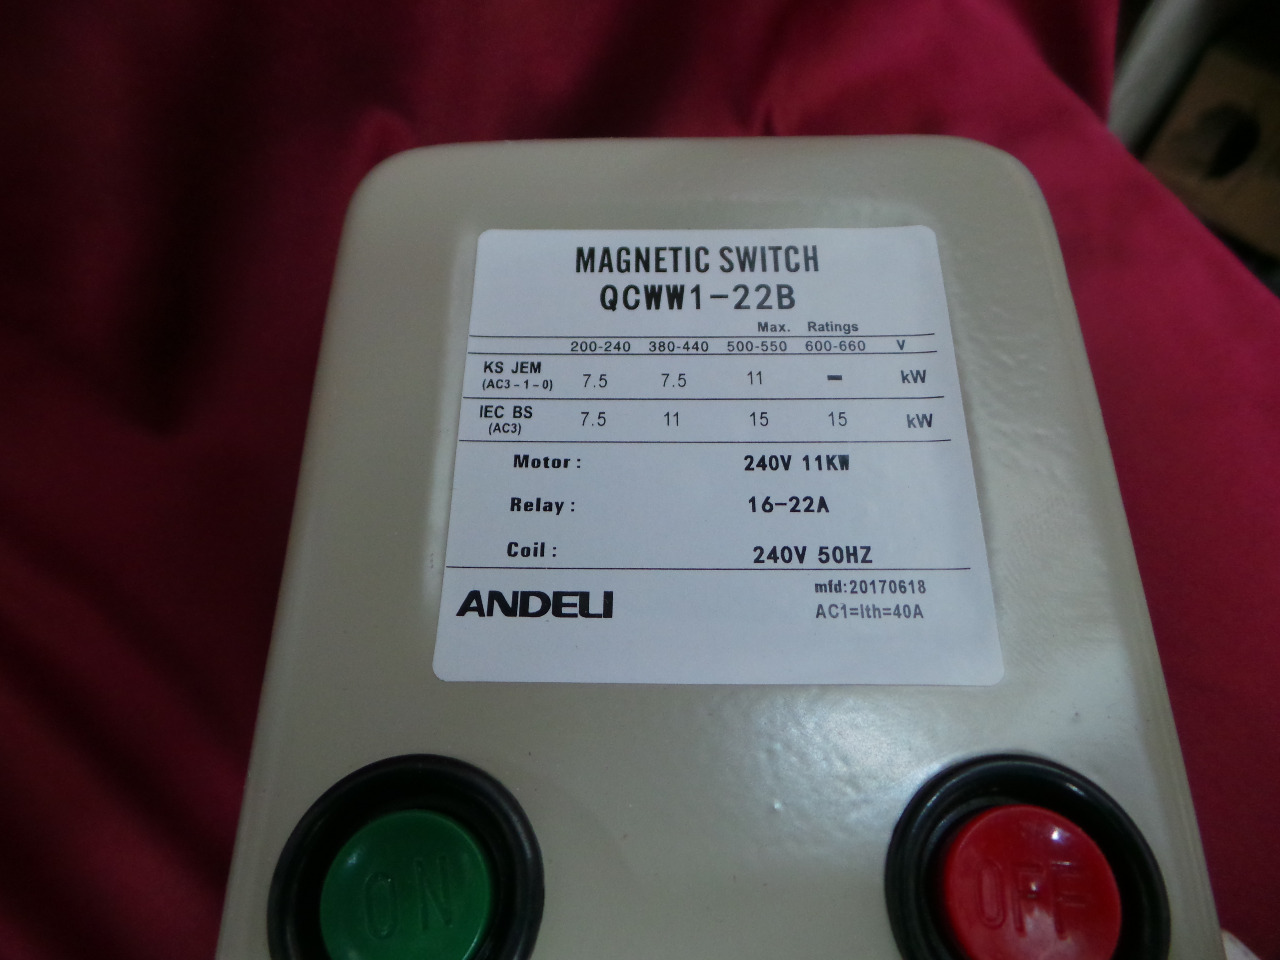 MAGNETIC SWITCH
QCWW1-22B
Max. Ratings
200-240 380-440 500-550 600-660 V
KS JEM
(AC3-1-0) 7.5 7.5 11 - kW
IEC BS
(AC3) 7.5 11 15 15 kW
Motor: 240V 11KW
Relay: 16-22A
Coil: 240V 50HZ
ANDELI mfd:20170618
AC1=Ith=40A
ON OFF